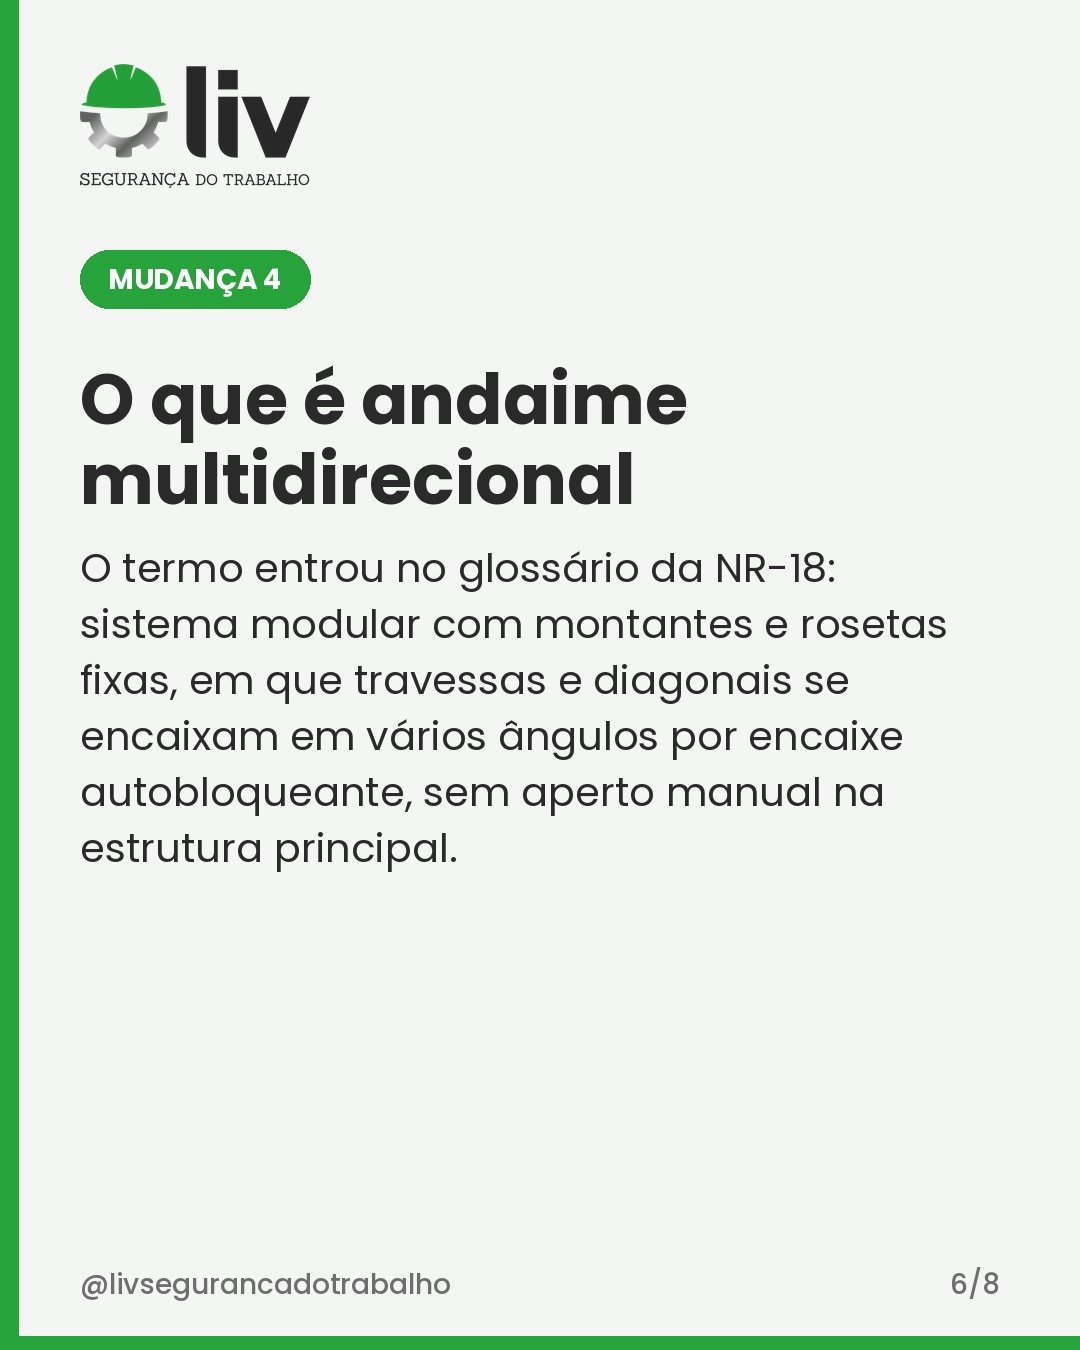 liv
SEGURANÇA DO TRABALHO
MUDANÇA 4
O que é andaime
multidirecional
O termo entrou no glossário da NR-18:
sistema modular com montantes e rosetas
fixas, em que travessas e diagonais se
encaixam em vários ângulos por encaixe
autobloqueante, sem aperto manual na
estrutura principal.
@livsegurancadotrabalho
6/8